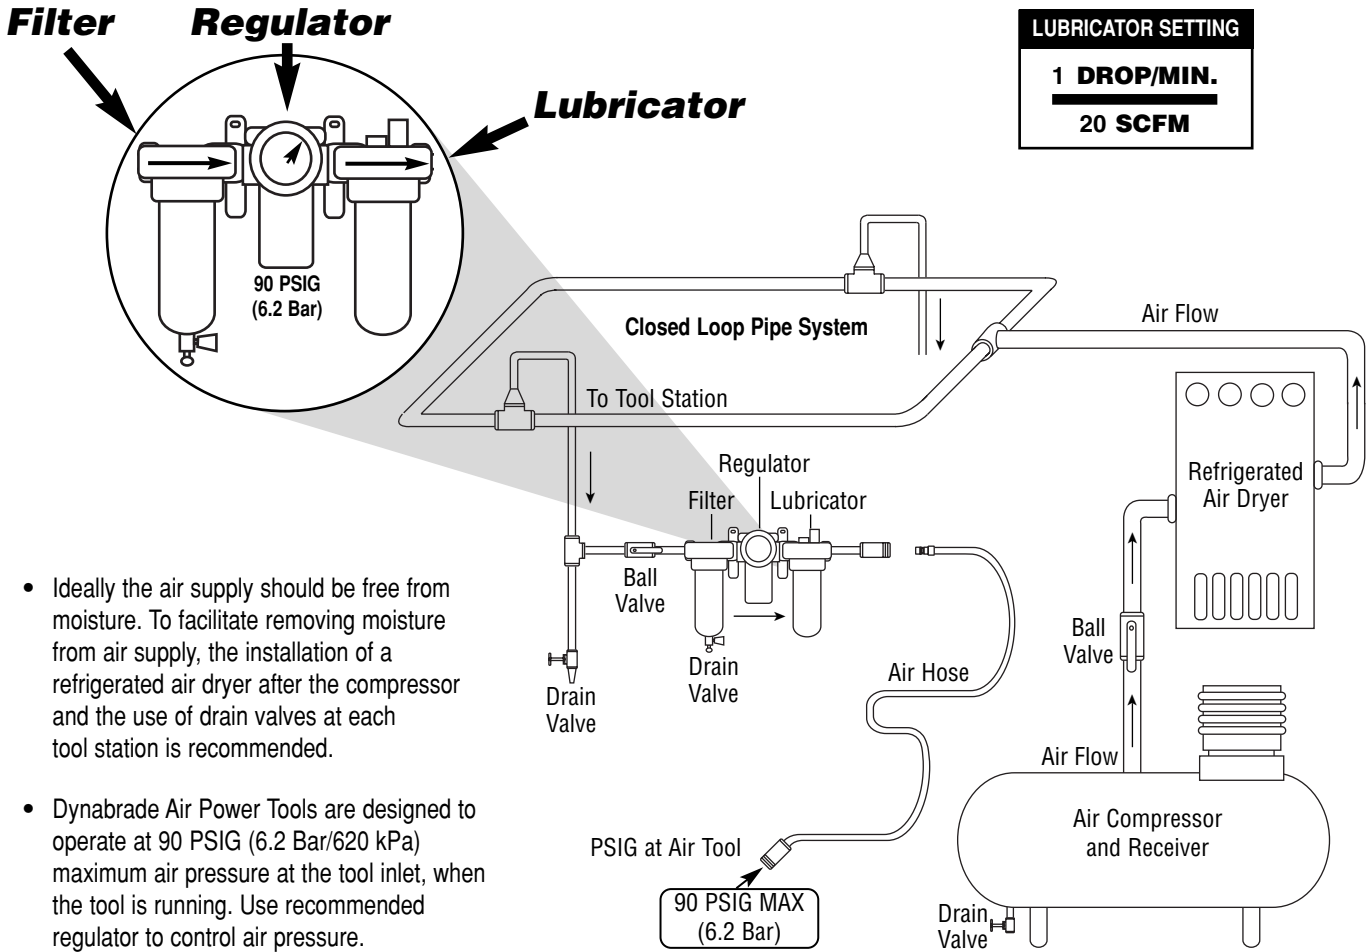 Filter
Regulator
Lubricator
LUBRICATOR SETTING
1 DROP/MIN.
20 SCFM
90 PSIG
(6.2 Bar)
Closed Loop Pipe System
Air Flow
To Tool Station
Refrigerated
Air Dryer
Regulator
Filter
Lubricator
Ball
Valve
Drain
Valve
Drain
Valve
Air Hose
Ball
Valve
Air Flow
Air Compressor
and Receiver
Drain
Valve
PSIG at Air Tool
90 PSIG MAX
(6.2 Bar)
• Ideally the air supply should be free from
moisture. To facilitate removing moisture
from air supply, the installation of a
refrigerated air dryer after the compressor
and the use of drain valves at each
tool station is recommended.
• Dynabrade Air Power Tools are designed to
operate at 90 PSIG (6.2 Bar/620 kPa)
maximum air pressure at the tool inlet, when
the tool is running. Use recommended
regulator to control air pressure.